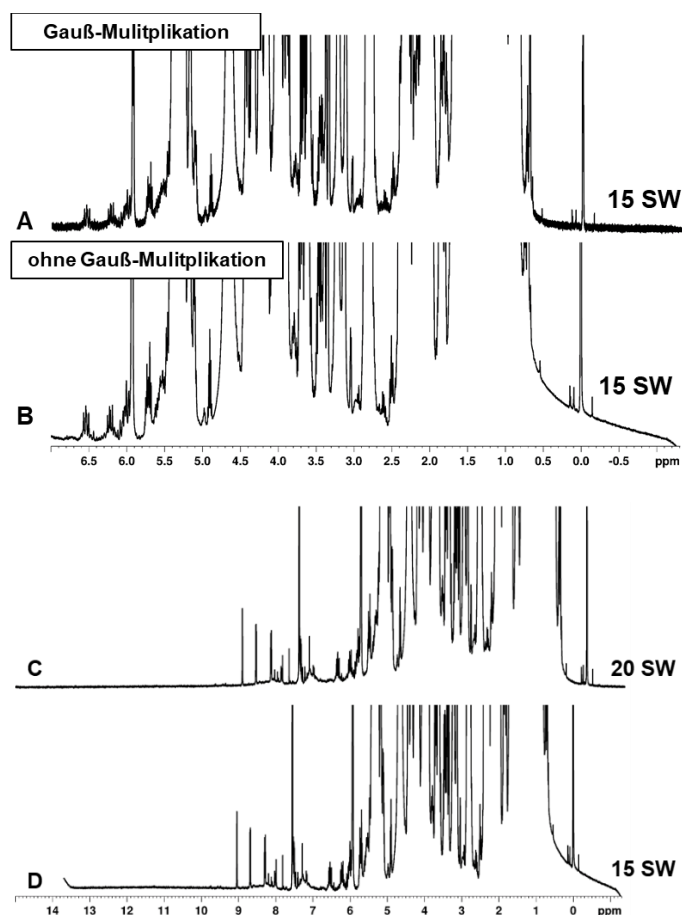 Gauß-Mulitplikation
15 SW
A
ohne Gauß-Mulitplikation
15 SW
B
6.5 6.0 5.5 5.0 4.5 4.0 3.5 3.0 2.5 2.0 1.5 1.0 0.5 0.0 -0.5 ppm
C 20 SW
D 15 SW
14 13 12 11 10 9 8 7 6 5 4 3 2 1 0 ppm